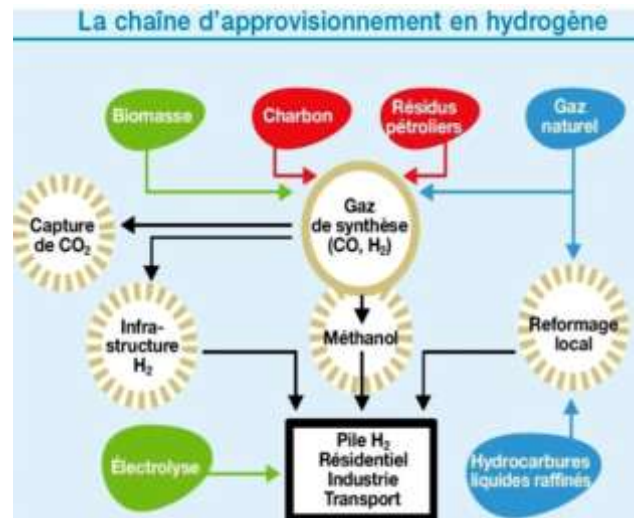 La chaîne d'approvisionnement en hydrogène
Biomasse
Charbon
Résidus
pétroliers
Gaz
naturel
Capture
de CO₂
Gaz
de synthèse
(CO, H₂)
Infra-
structure
H₂
Méthanol
Reformage
local
Électrolyse
Pile H₂
Résidentiel
Industrie
Transport
Hydrocarbures
liquides raffinés